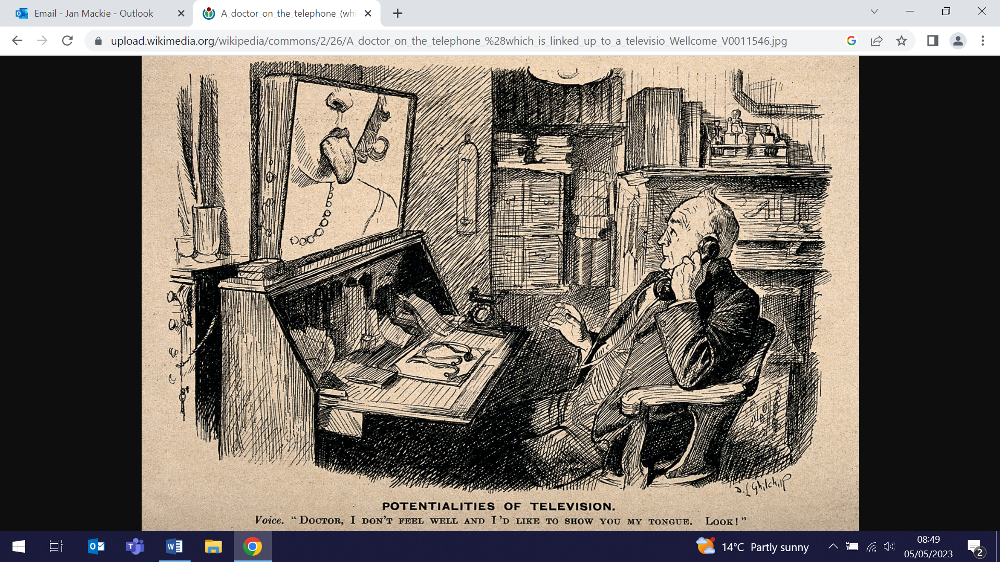 Email - Jan Mackie - Outlook
A_doctor_on_the_telephone_(whi
upload.wikimedia.org/wikipedia/commons/2/26/A_doctor_on_the_telephone_%28which_is_linked_up_to_a_televisio_Wellcome_V0011546.jpg
POTENTIALITIES OF TELEVISION.
Voice. "DOCTOR, I DON'T FEEL WELL AND I'D LIKE TO SHOW YOU MY TONGUE. LOOK!"
14°C Partly sunny
08:49
05/05/2023
2